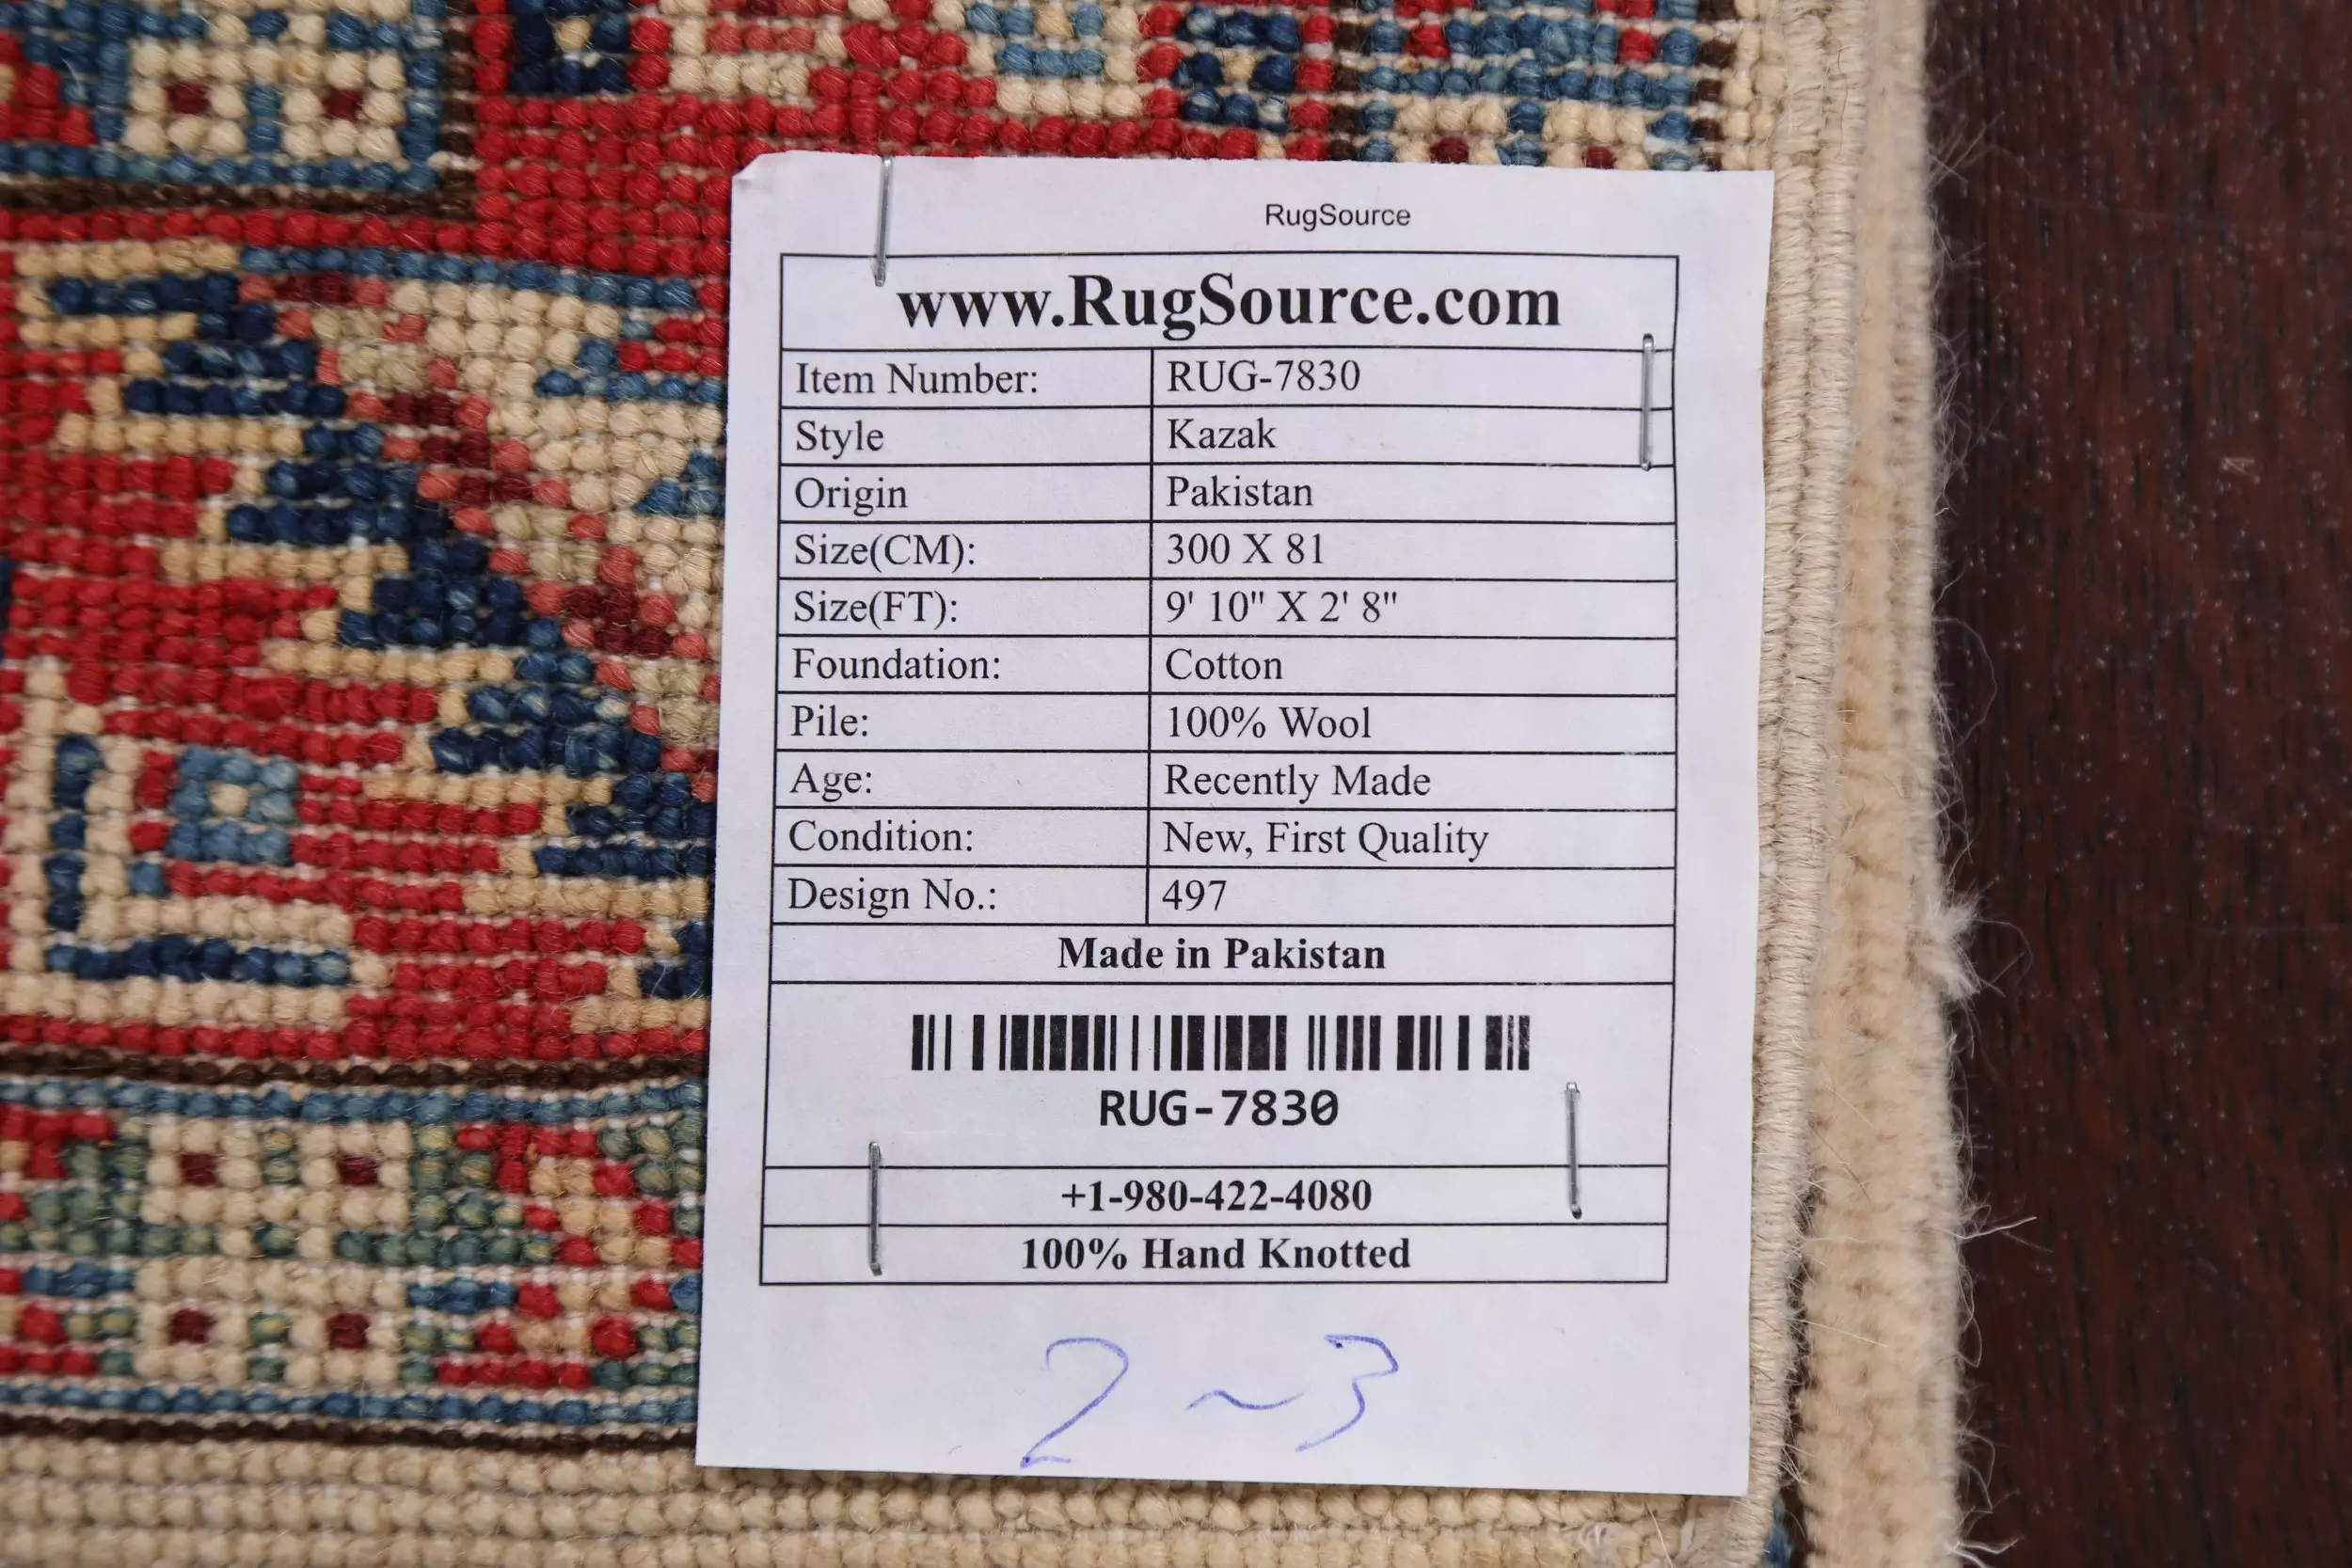 RugSource
www.RugSource.com
Item Number: RUG-7830
Style Kazak
Origin Pakistan
Size(CM): 300 X 81
Size(FT): 9' 10" X 2' 8"
Foundation: Cotton
Pile: 100% Wool
Age: Recently Made
Condition: New, First Quality
Design No.: 497
Made in Pakistan
RUG-7830
+1-980-422-4080
100% Hand Knotted
2 ~ 3